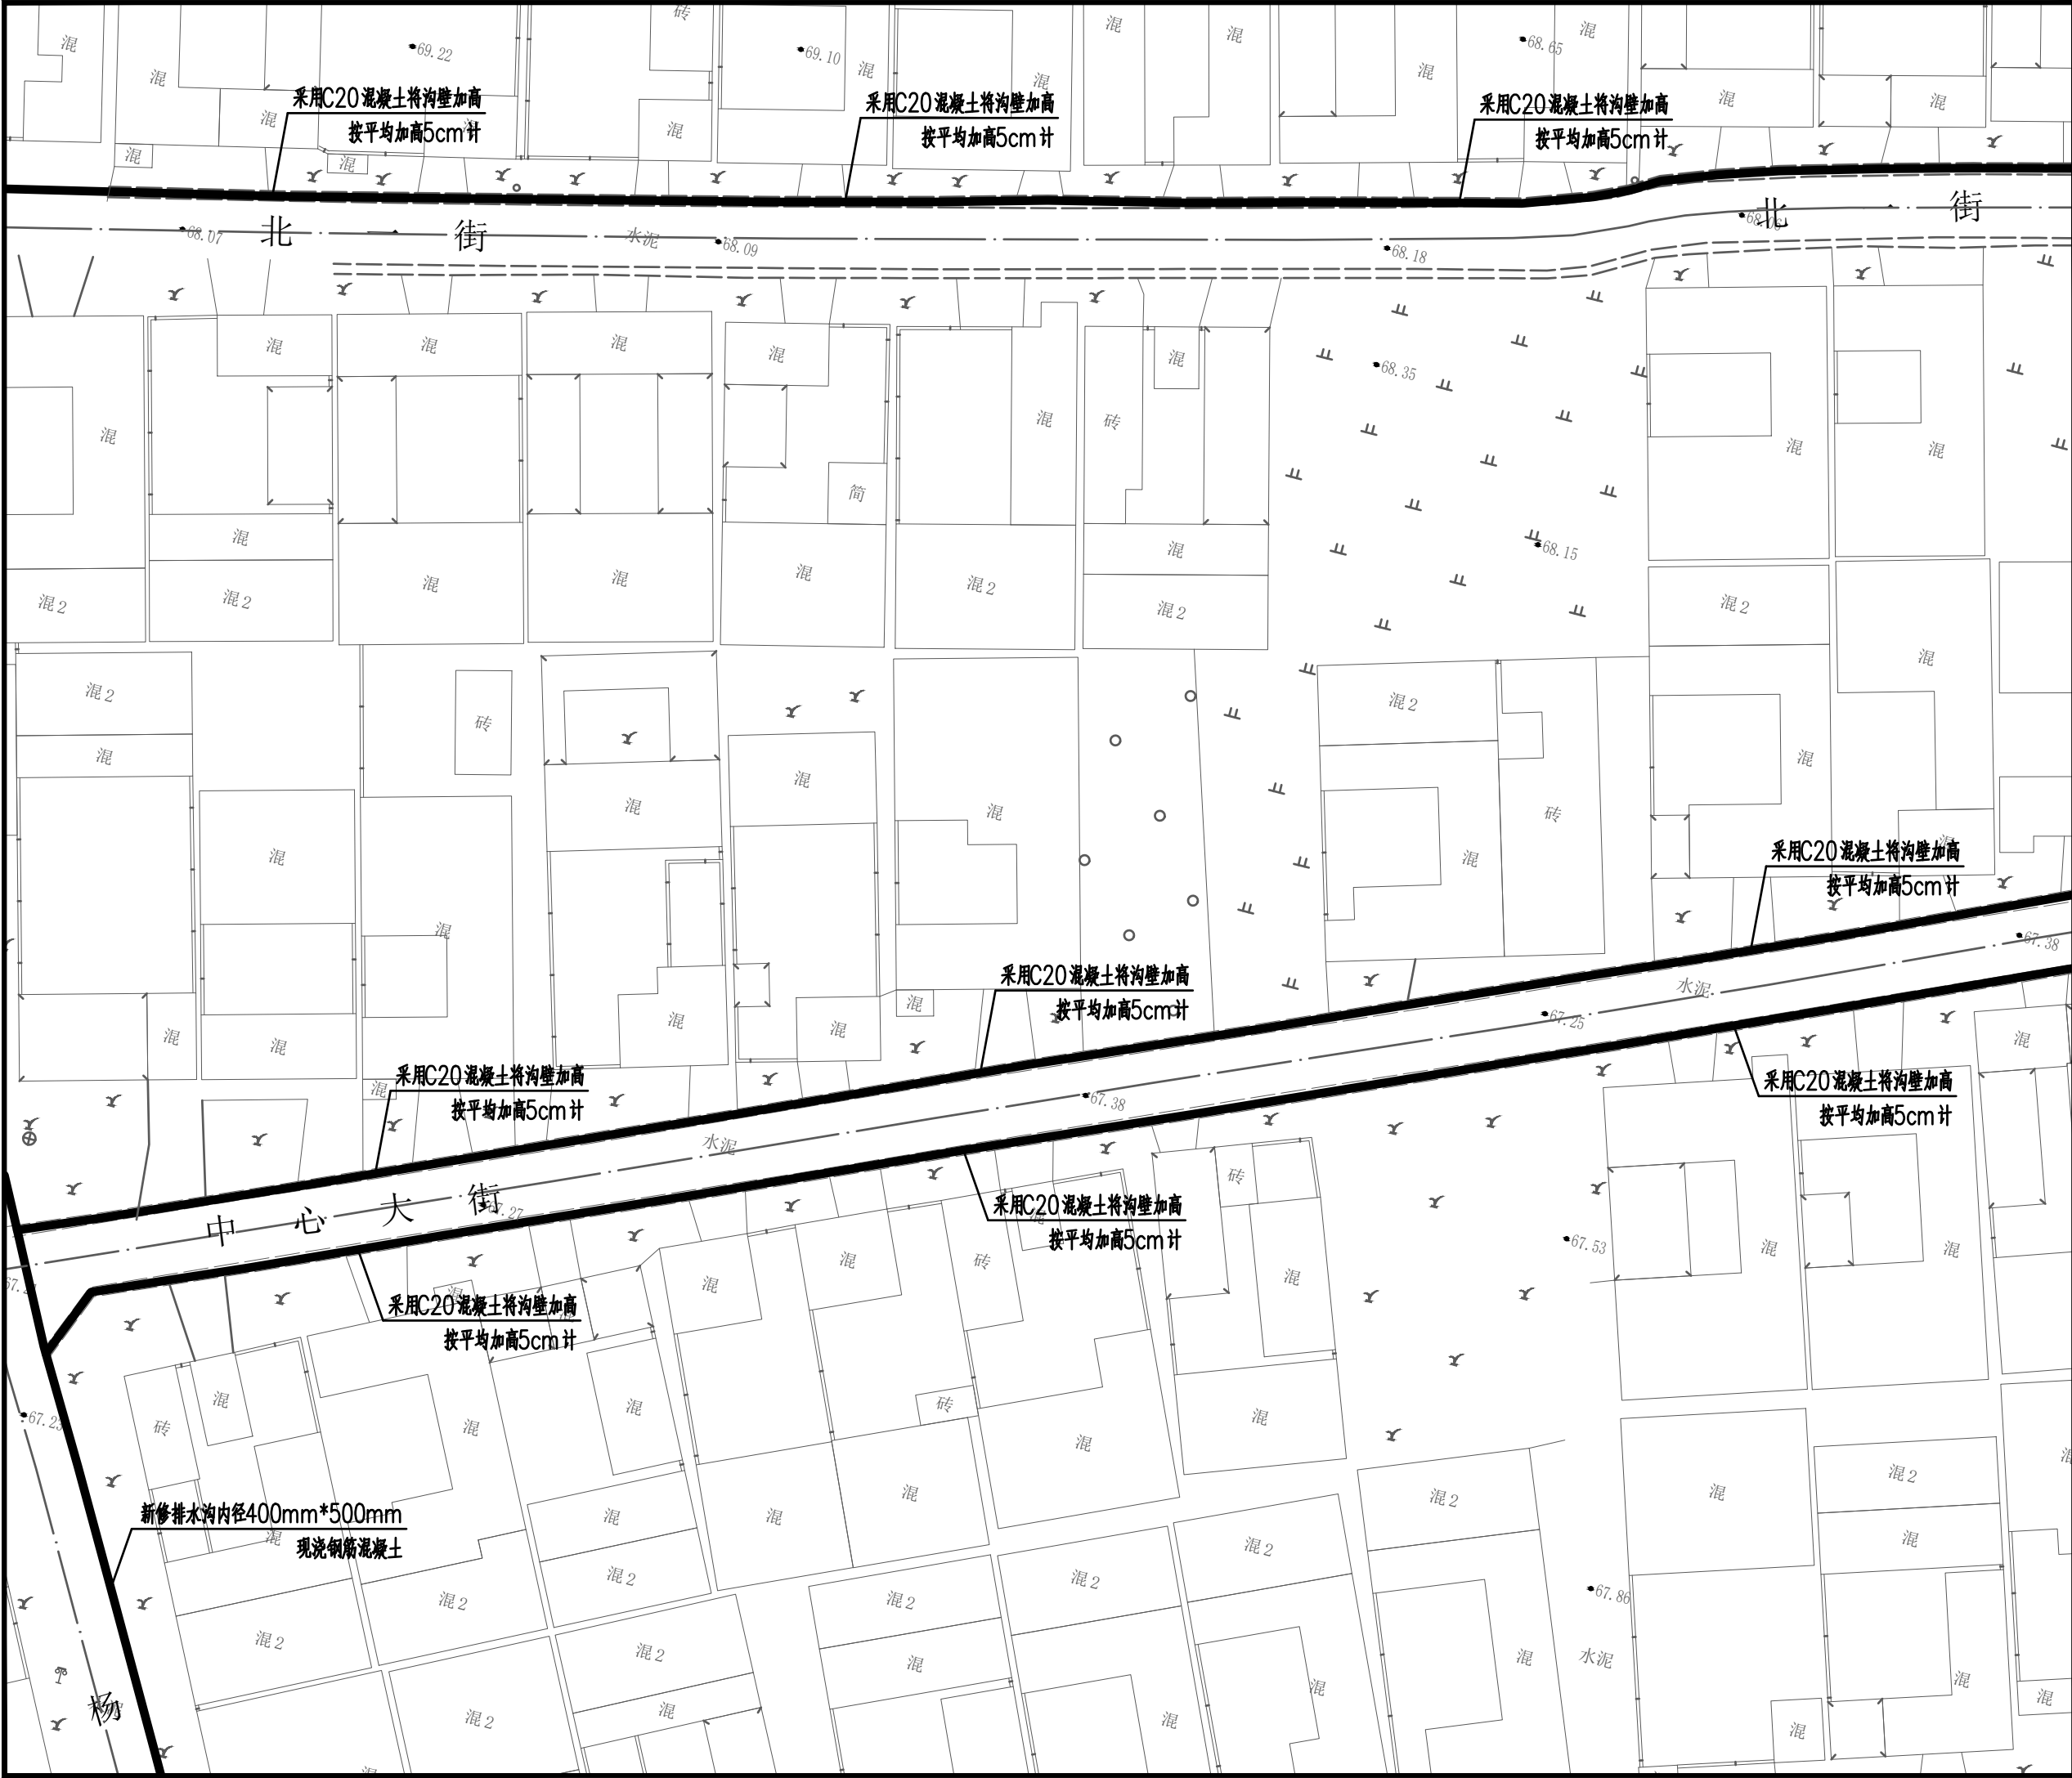 混
砖
混
混
混
69.22
69.10
68.65
混
混
混
混
混
混
采用C20混凝土将沟壁加高
按平均加高5cm计
采用C20混凝土将沟壁加高
按平均加高5cm计
采用C20混凝土将沟壁加高
按平均加高5cm计
混
混
混
混
北一街
北一街
68.07
水泥
68.09
68.18
混
混
混
混
混
68.35
混
混
砖
混
混
简
混
混
68.15
混2
混2
混
混
混
混2
混2
混2
混2
混
砖
混2
混
混
混
混
混
混
砖
混
混
混
混
采用C20混凝土将沟壁加高
按平均加高5cm计
67.38
采用C20混凝土将沟壁加高
按平均加高5cm计
水泥
67.25
混
混
混
混
混
混
采用C20混凝土将沟壁加高
按平均加高5cm计
混
67.38
采用C20混凝土将沟壁加高
按平均加高5cm计
水泥
中心大街
67.27
采用C20混凝土将沟壁加高
按平均加高5cm计
砖
67.53
混
混
混
混
混
砖
采用C20混凝土将沟壁加高
按平均加高5cm计
混
67.23
砖
混
混
混
砖
混
混
新修排水沟内径400mm*500mm
现浇钢筋混凝土
混
混
混
混
混2
混2
混
混
混
混2
混2
混2
混2
混2
67.86
水泥
混2
混2
混
混
混
混
混
混
杨
混2
混
混
混